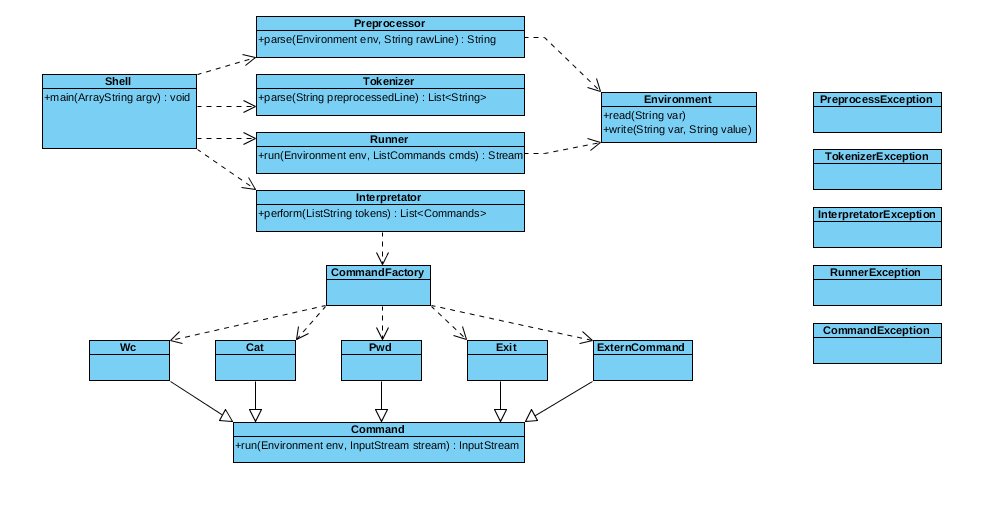 Preprocessor
+parse(Environment env, String rawLine) : String
Shell
+main(ArrayString argv) : void
Tokenizer
+parse(String preprocessedLine) : List<String>
Environment
+read(String var)
+write(String var, String value)
PreprocessException
Runner
+run(Environment env, ListCommands cmds) : Stream
TokenizerException
Interpretator
+perform(ListString tokens) : List<Commands>
InterpretatorException
CommandFactory
RunnerException
Wc
Cat
Pwd
Exit
ExternCommand
CommandException
Command
+run(Environment env, InputStream stream) : InputStream